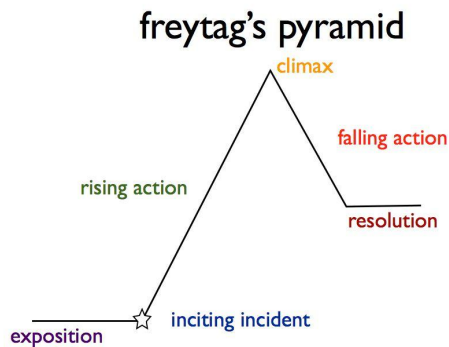 freytag's pyramid
climax
falling action
rising action
resolution
inciting incident
exposition